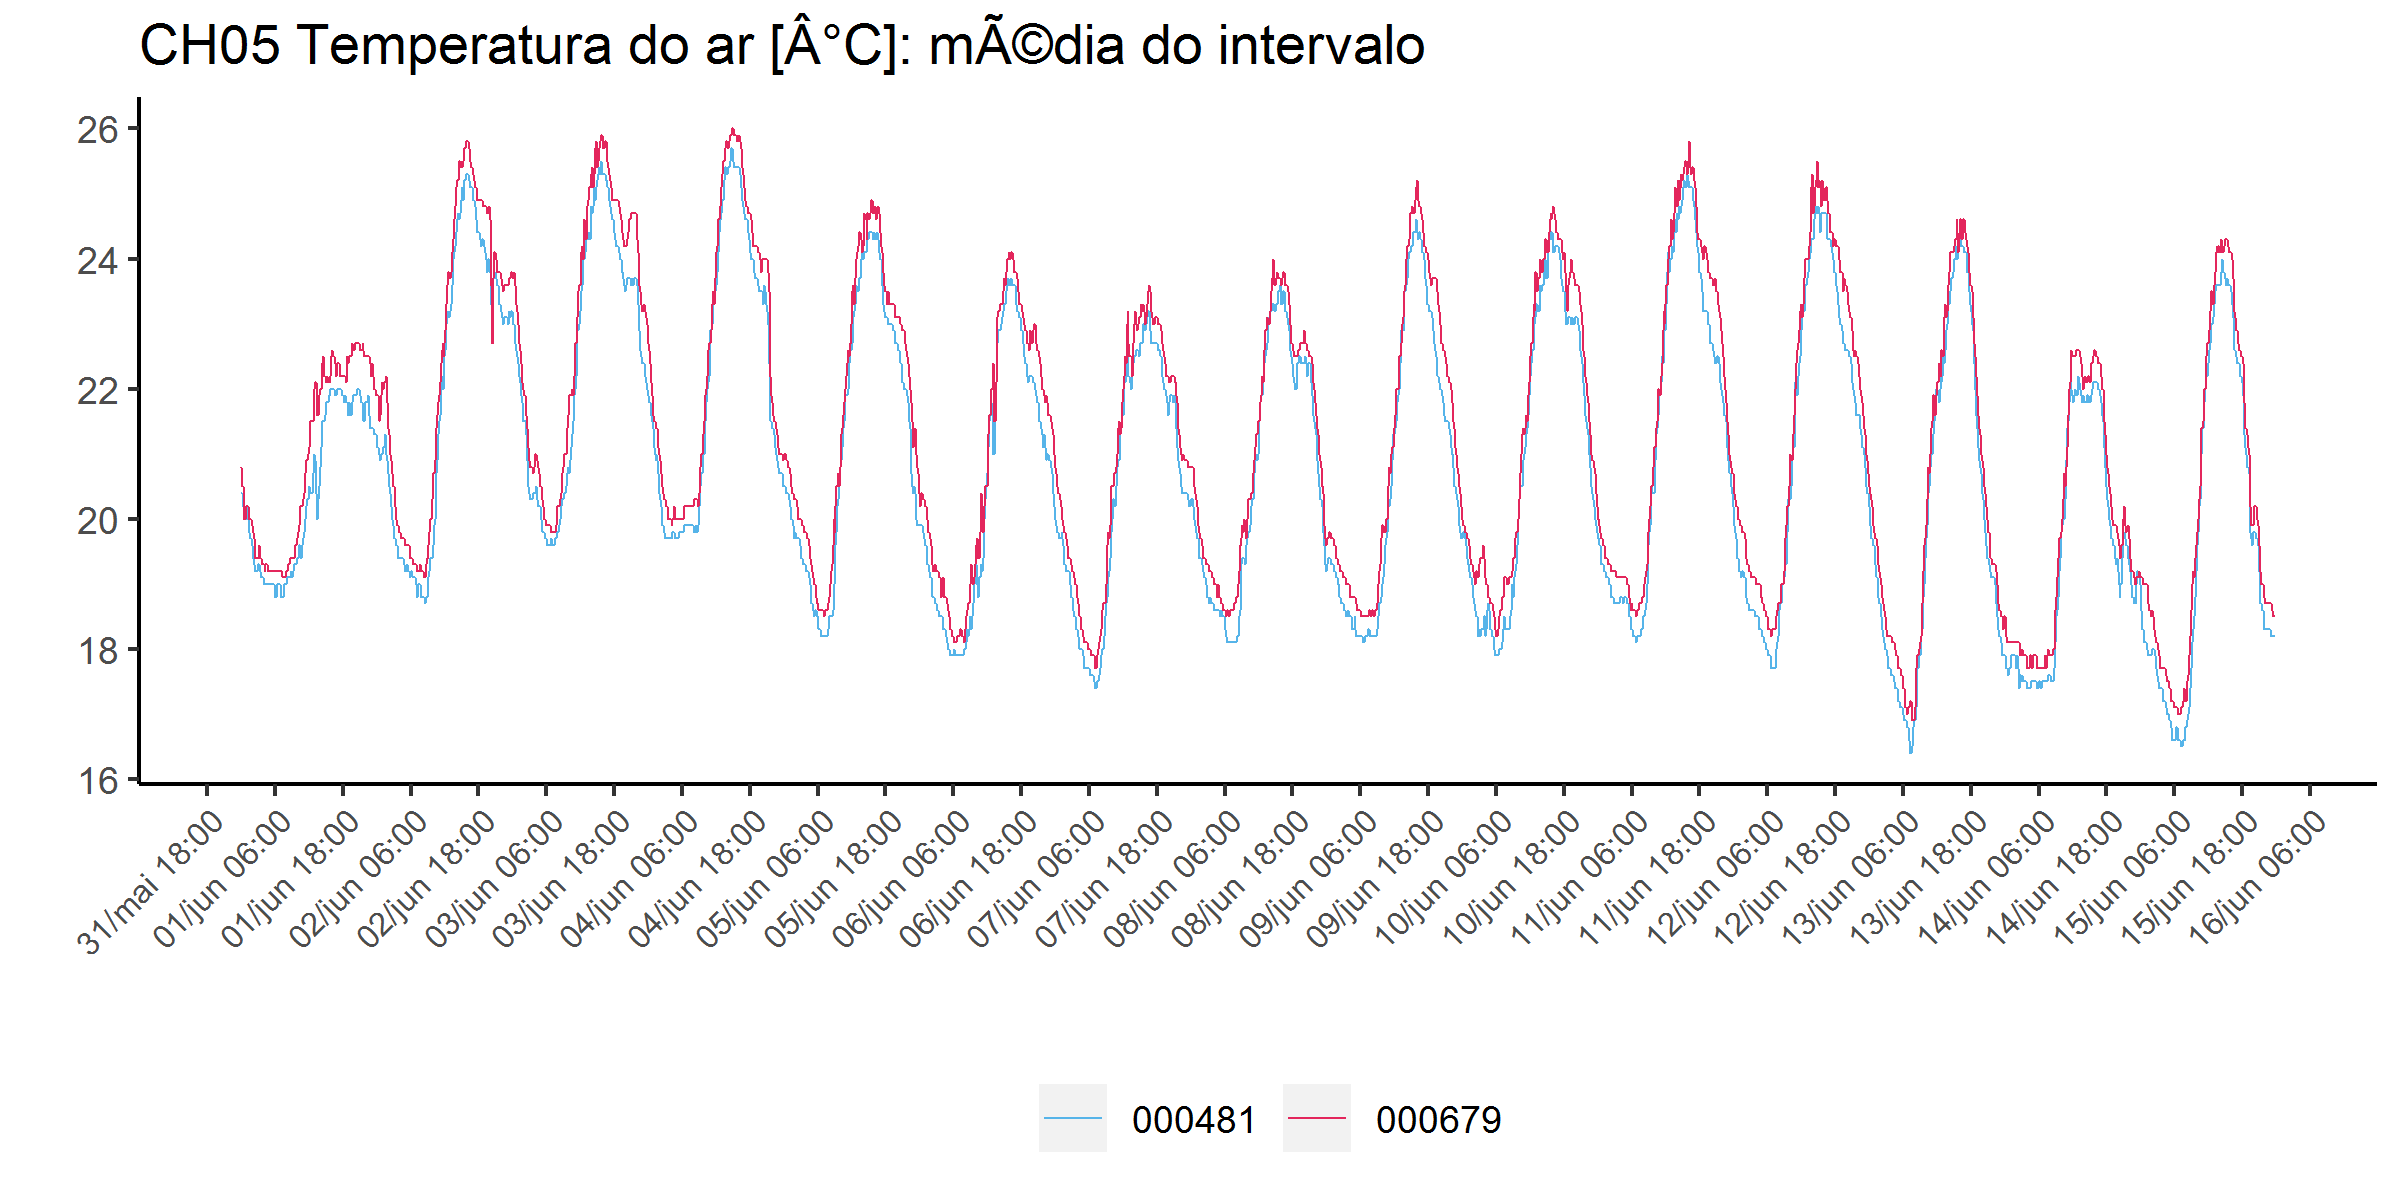 CH05 Temperatura do ar [Â°C]: mÃ©dia do intervalo
26
24
22
20
18
16
31/mai 18:00
01/jun 06:00
01/jun 18:00
02/jun 06:00
02/jun 18:00
03/jun 06:00
03/jun 18:00
04/jun 06:00
04/jun 18:00
05/jun 06:00
05/jun 18:00
06/jun 06:00
06/jun 18:00
07/jun 06:00
07/jun 18:00
08/jun 06:00
08/jun 18:00
09/jun 06:00
09/jun 18:00
10/jun 06:00
10/jun 18:00
11/jun 06:00
11/jun 18:00
12/jun 06:00
12/jun 18:00
13/jun 06:00
13/jun 18:00
14/jun 06:00
14/jun 18:00
15/jun 06:00
15/jun 18:00
16/jun 06:00
000481 000679